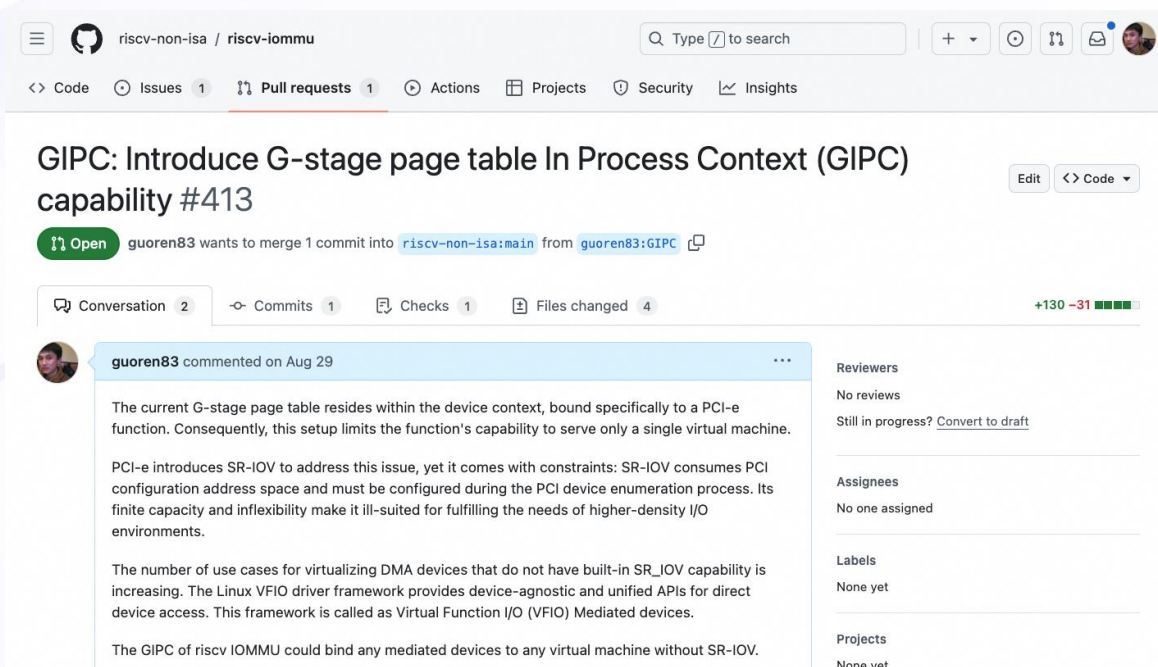 riscv-non-isa / riscv-iommu
Type / to search
Code
Issues 1
Pull requests 1
Actions
Projects
Security
Insights
GIPC: Introduce G-stage page table In Process Context (GIPC)
capability #413
Edit
Code
Open
guoren83 wants to merge 1 commit into riscv-non-isa:main from guoren83:GIPC
Conversation 2
Commits 1
Checks 1
Files changed 4
+130 −31
guoren83 commented on Aug 29
The current G-stage page table resides within the device context, bound specifically to a PCI-e
function. Consequently, this setup limits the function's capability to serve only a single virtual machine.
PCI-e introduces SR-IOV to address this issue, yet it comes with constraints: SR-IOV consumes PCI
configuration address space and must be configured during the PCI device enumeration process. Its
finite capacity and inflexibility make it ill-suited for fulfilling the needs of higher-density I/O
environments.
The number of use cases for virtualizing DMA devices that do not have built-in SR_IOV capability is
increasing. The Linux VFIO driver framework provides device-agnostic and unified APIs for direct
device access. This framework is called as Virtual Function I/O (VFIO) Mediated devices.
The GIPC of riscv IOMMU could bind any mediated devices to any virtual machine without SR-IOV.
Reviewers
No reviews
Still in progress? Convert to draft
Assignees
No one assigned
Labels
None yet
Projects
None yet